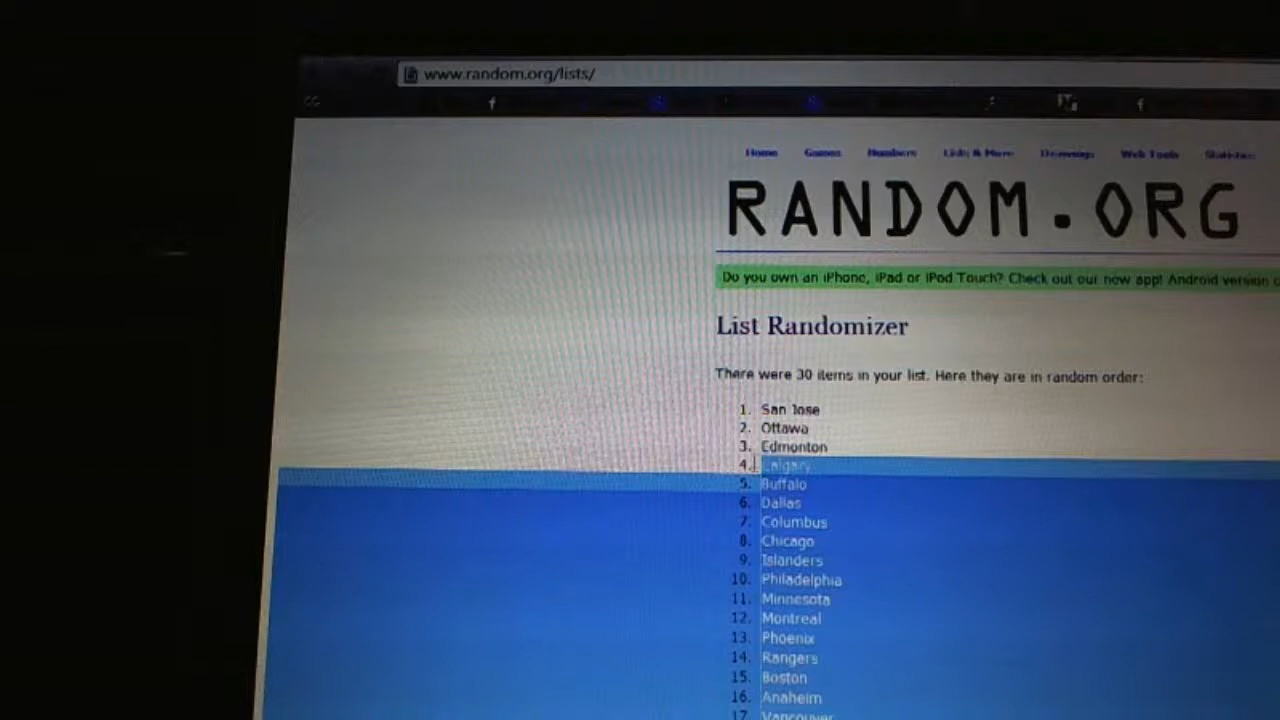 www.random.org/lists/
Home Games Numbers Lists & More Drawings Web Tools Statistics
RANDOM.ORG
Do you own an iPhone, iPad or iPod Touch? Check out our new app! Android version
List Randomizer
There were 30 items in your list. Here they are in random order:
1. San Jose
2. Ottawa
3. Edmonton
4. Calgary
5. Buffalo
6. Dallas
7. Columbus
8. Chicago
9. Islanders
10. Philadelphia
11. Minnesota
12. Montreal
13. Phoenix
14. Rangers
15. Boston
16. Anaheim
17. Vancouver